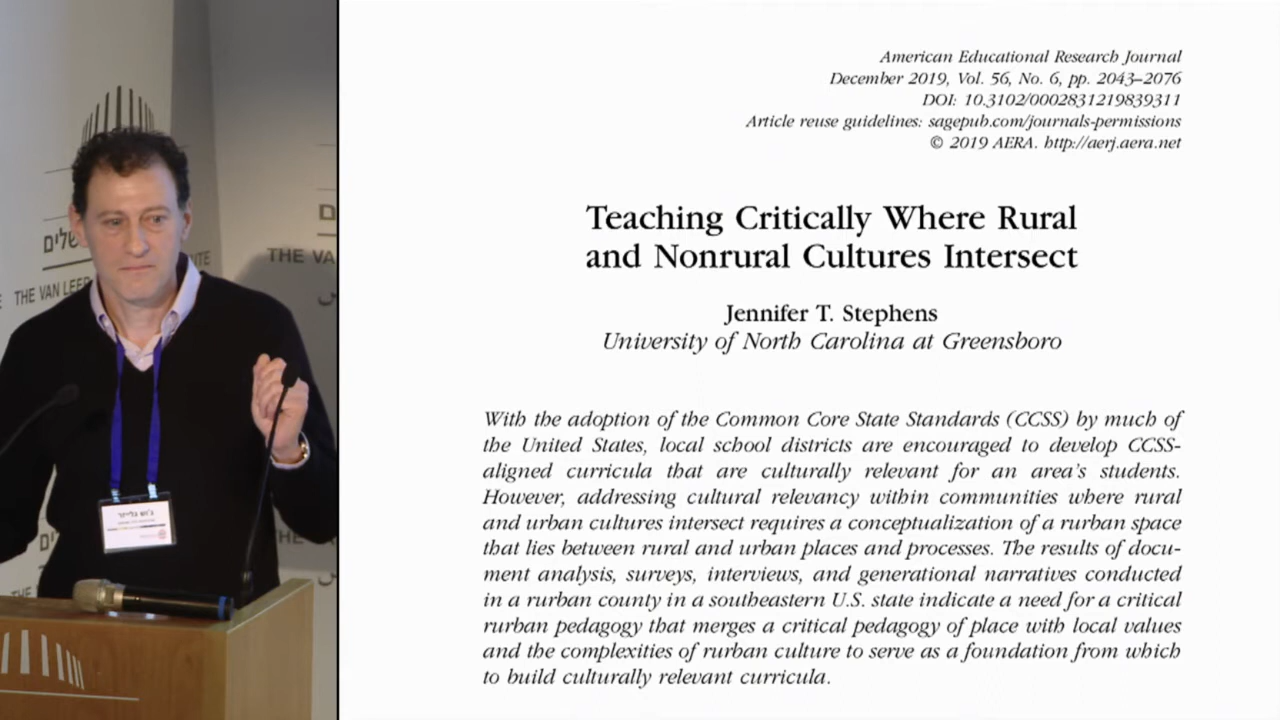 שלים
THE VAN LEER
UTE
THE VA
ג'וש גלייזר
American Educational Research Journal
December 2019, Vol. 56, No. 6, pp. 2043–2076
DOI: 10.3102/0002831219839311
Article reuse guidelines: sagepub.com/journals-permissions
© 2019 AERA. http://aerj.aera.net
Teaching Critically Where Rural
and Nonrural Cultures Intersect
Jennifer T. Stephens
University of North Carolina at Greensboro
With the adoption of the Common Core State Standards (CCSS) by much of
the United States, local school districts are encouraged to develop CCSS-
aligned curricula that are culturally relevant for an area's students.
However, addressing cultural relevancy within communities where rural
and urban cultures intersect requires a conceptualization of a rurban space
that lies between rural and urban places and processes. The results of docu-
ment analysis, surveys, interviews, and generational narratives conducted
in a rurban county in a southeastern U.S. state indicate a need for a critical
rurban pedagogy that merges a critical pedagogy of place with local values
and the complexities of rurban culture to serve as a foundation from which
to build culturally relevant curricula.